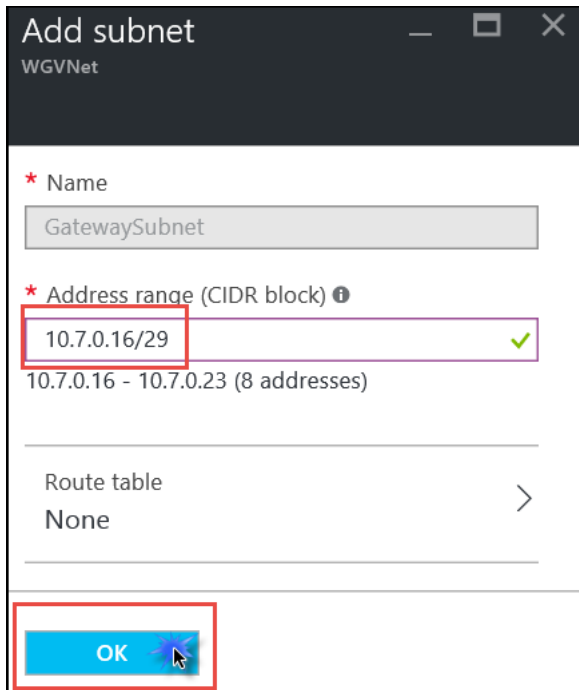 Add subnet
WGVNet
* Name
GatewaySubnet
* Address range (CIDR block)
10.7.0.16/29
10.7.0.16 - 10.7.0.23 (8 addresses)
Route table
None
OK